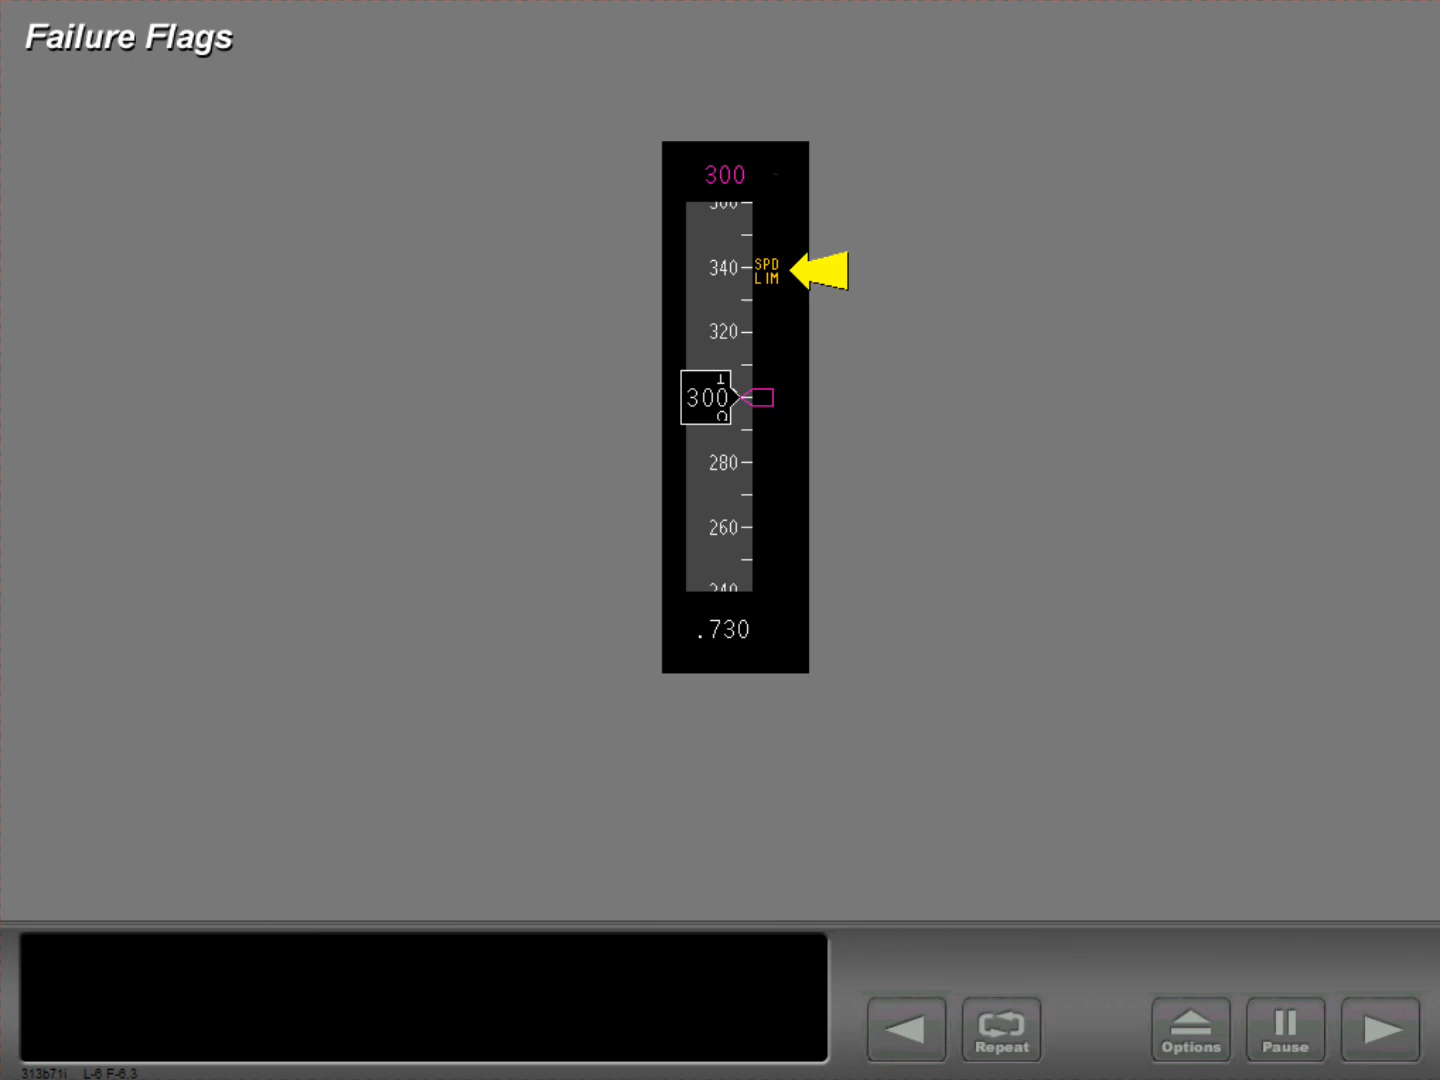 Failure Flags
300
340
SPD
LIM
320
300
280
260
.730
Repeat
Options
Pause
313b71i L-6 F-6.3